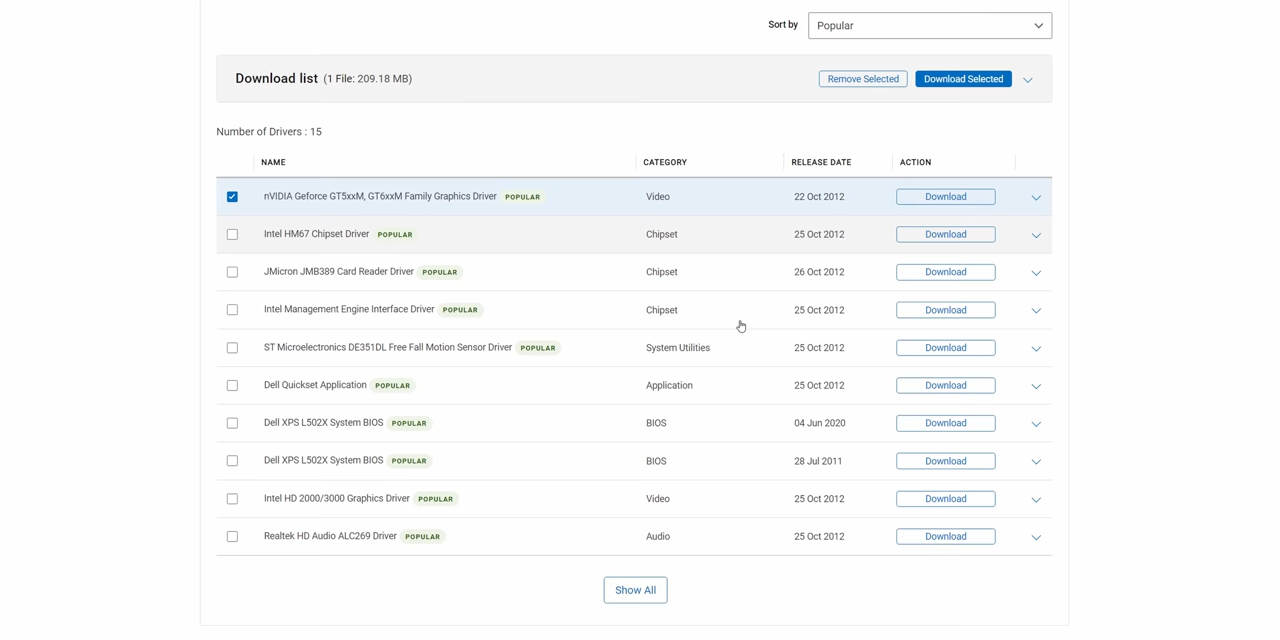 Sort by Popular
Download list (1 File: 209.18 MB) Remove Selected Download Selected
Number of Drivers : 15
NAME CATEGORY RELEASE DATE ACTION
nVIDIA Geforce GT5xxM, GT6xxM Family Graphics Driver POPULAR Video 22 Oct 2012 Download
Intel HM67 Chipset Driver POPULAR Chipset 25 Oct 2012 Download
JMicron JMB389 Card Reader Driver POPULAR Chipset 26 Oct 2012 Download
Intel Management Engine Interface Driver POPULAR Chipset 25 Oct 2012 Download
ST Microelectronics DE351DL Free Fall Motion Sensor Driver POPULAR System Utilities 25 Oct 2012 Download
Dell Quickset Application POPULAR Application 25 Oct 2012 Download
Dell XPS L502X System BIOS POPULAR BIOS 04 Jun 2020 Download
Dell XPS L502X System BIOS POPULAR BIOS 28 Jul 2011 Download
Intel HD 2000/3000 Graphics Driver POPULAR Video 25 Oct 2012 Download
Realtek HD Audio ALC269 Driver POPULAR Audio 25 Oct 2012 Download
Show All